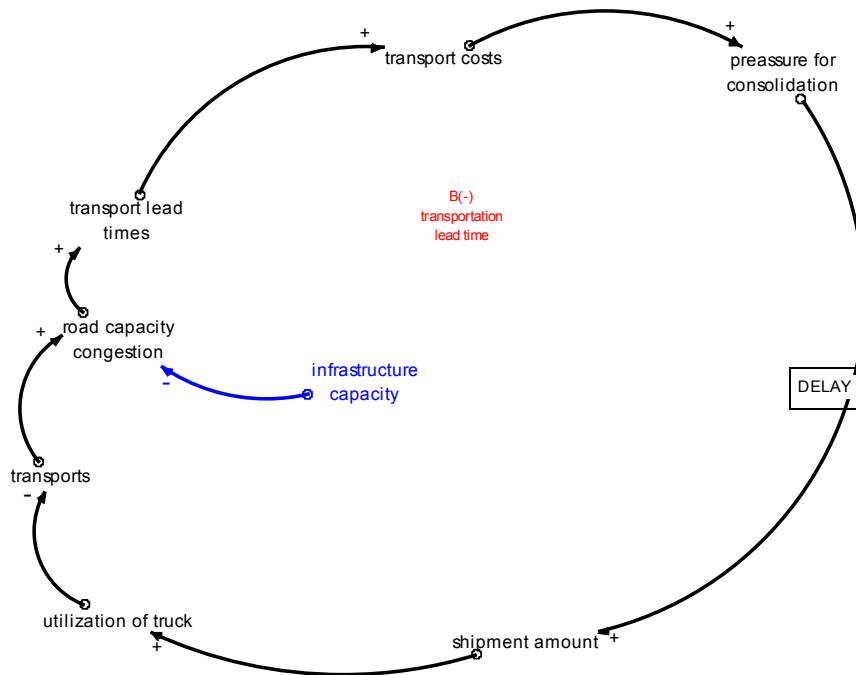 +
transport costs
+
preassure for
consolidation
B(-)
transportation
lead time
transport lead
times
+
+
road capacity
congestion
-
infrastructure
capacity
DELAY
transports
-
utilization of truck
+
shipment amount
+